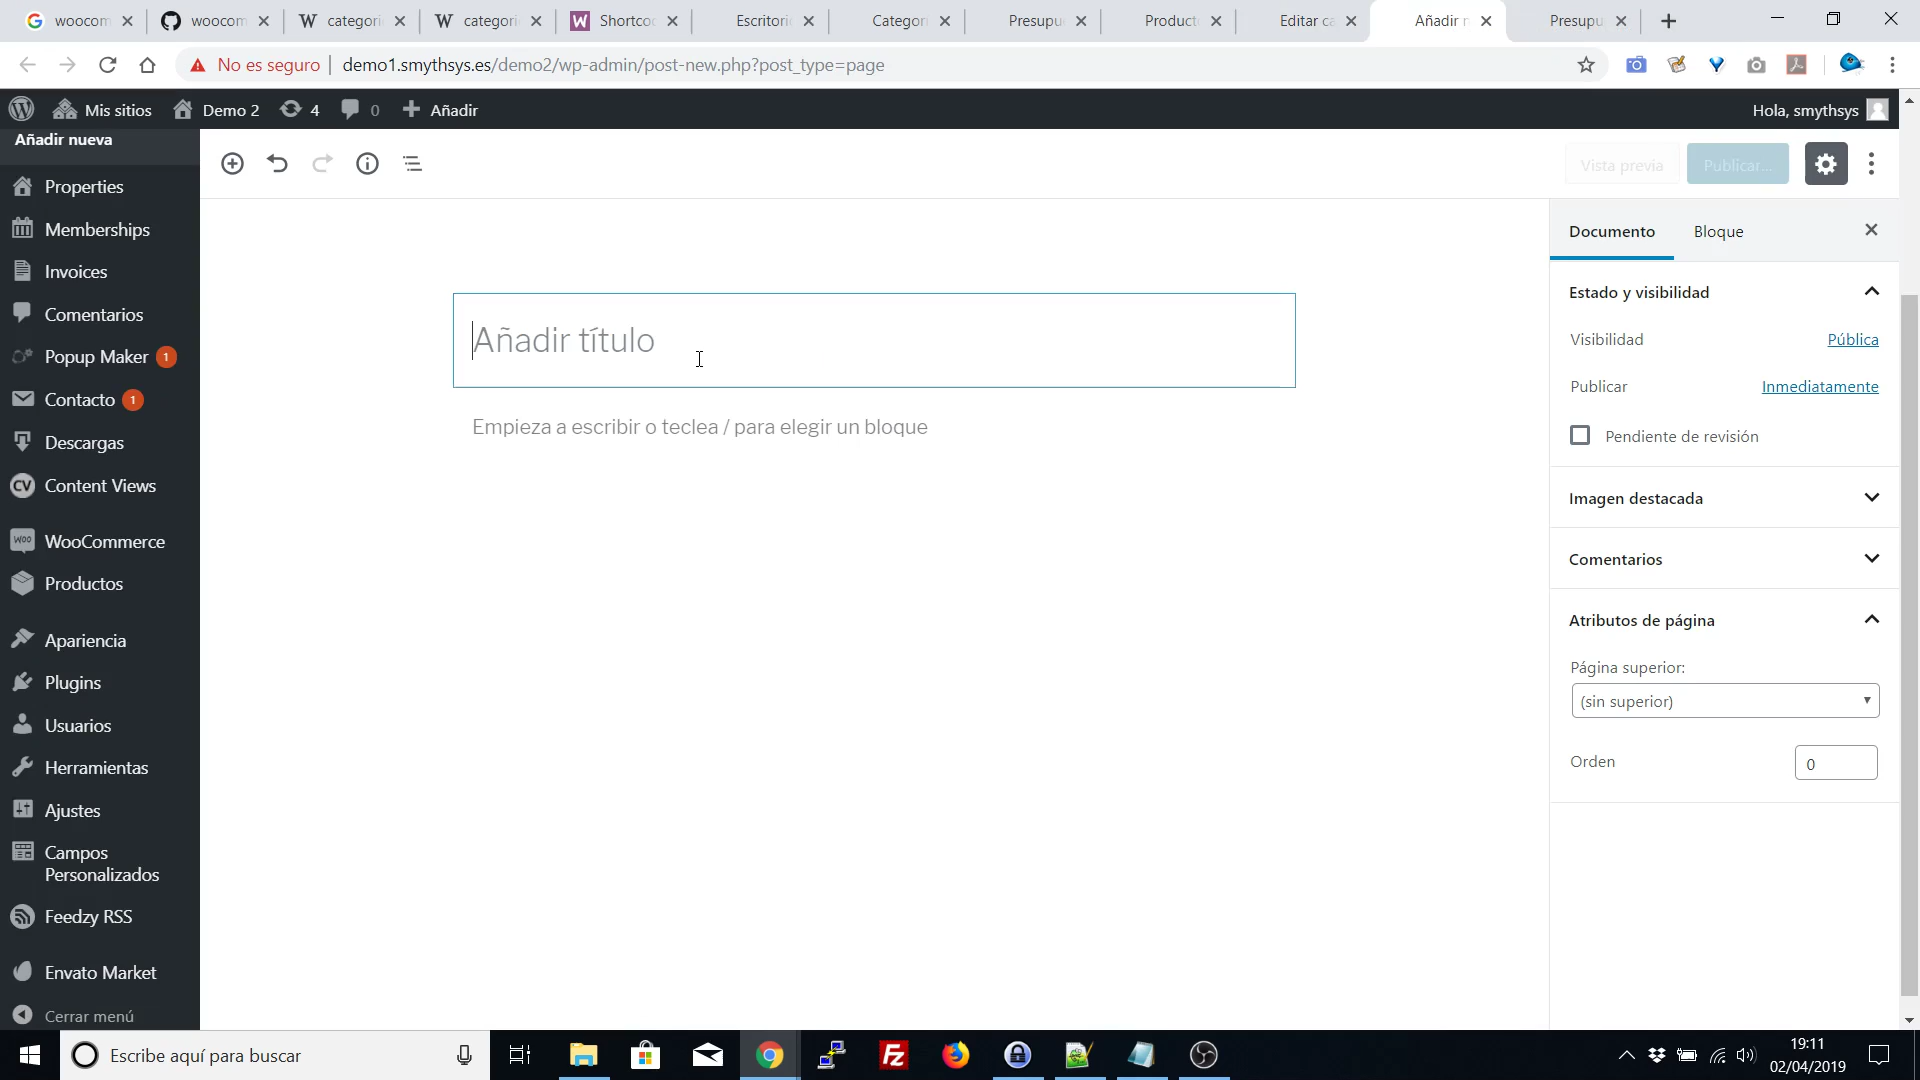 woocom
woocom
categori
categori
Shortcoc
Escritori
Categorí
Presupu
Product
Editar ca
Añadir n
Presupu
No es seguro
demo1.smythsys.es/demo2/wp-admin/post-new.php?post_type=page
Mis sitios
Demo 2
4
0
Añadir
Hola, smythsys
Añadir nueva
Properties
Memberships
Invoices
Comentarios
Popup Maker 1
Contacto 1
Descargas
CV Content Views
WooCommerce
Productos
Apariencia
Plugins
Usuarios
Herramientas
Ajustes
Campos
Personalizados
Feedzy RSS
Envato Market
Cerrar menú
Vista previa
Publicar...
Añadir título
Empieza a escribir o teclea / para elegir un bloque
Documento
Bloque
Estado y visibilidad
Visibilidad
Pública
Publicar
Inmediatamente
Pendiente de revisión
Imagen destacada
Comentarios
Atributos de página
Página superior:
(sin superior)
Orden
0
Escribe aquí para buscar
19:11
02/04/2019